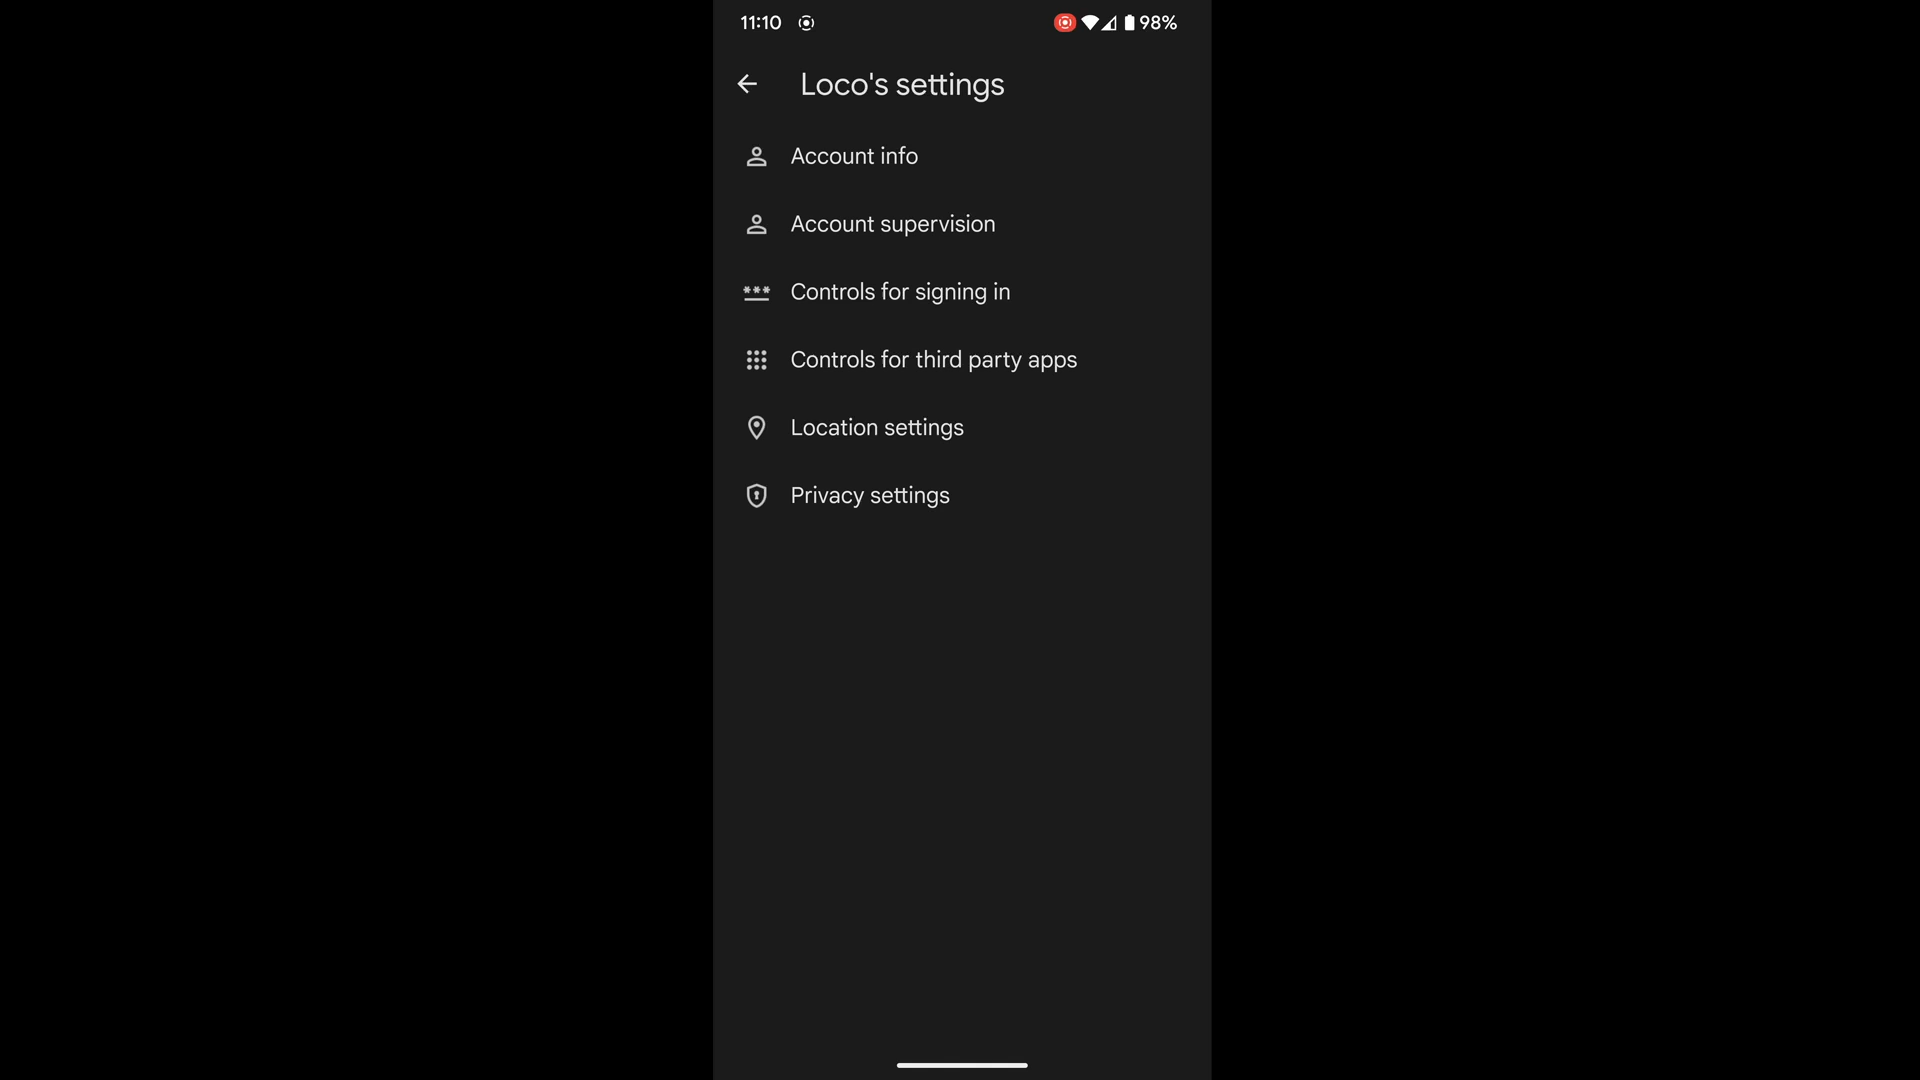 11:10 98%
Loco's settings
Account info
Account supervision
Controls for signing in
Controls for third party apps
Location settings
Privacy settings